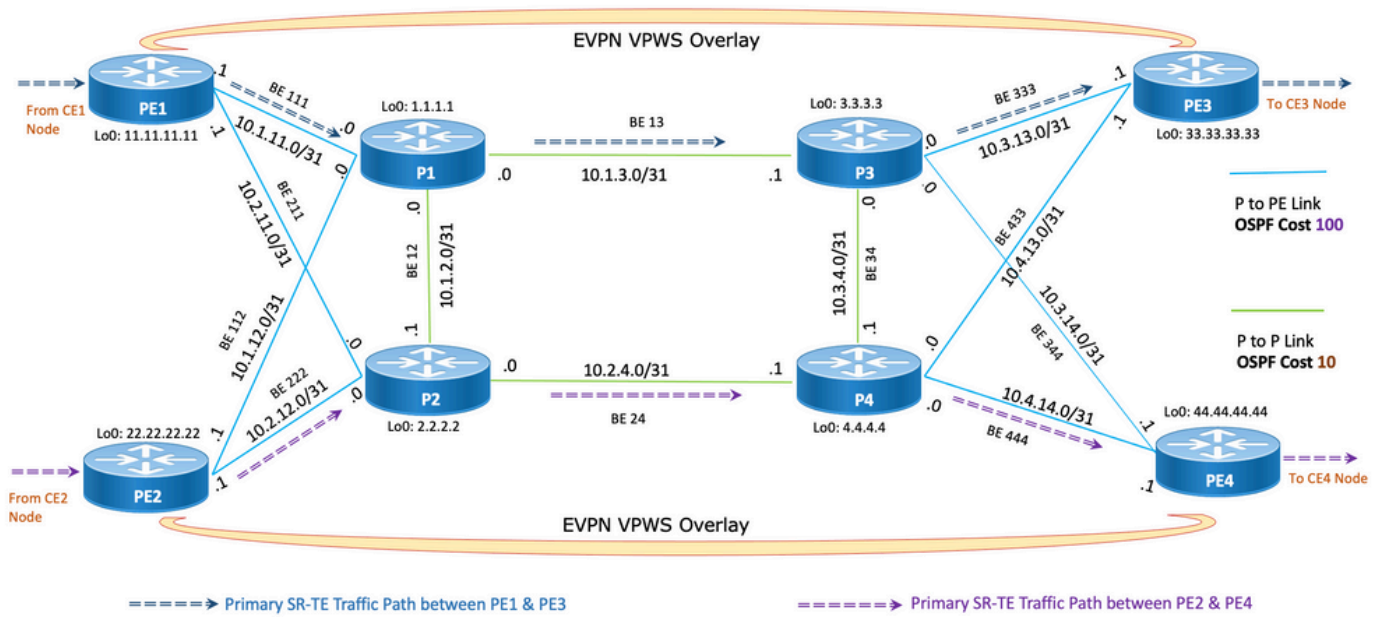 EVPN VPWS Overlay
From CE1
Node
PE1
Lo0: 11.11.11.11
.1
.1
BE 111
10.1.11.0/31
.0
.0
BE 211
10.2.11.0/31
Lo0: 1.1.1.1
P1
.0
BE 13
10.1.3.0/31
.1
Lo0: 3.3.3.3
P3
.0
.0
BE 333
10.3.13.0/31
.1
.1
PE3
Lo0: 33.33.33.33
To CE3 Node
P to PE Link
OSPF Cost 100
.0
BE 12
10.1.2.0/31
.1
.0
10.3.4.0/31
BE 34
.1
BE 433
10.4.13.0/31
10.3.14.0/31
BE 344
BE 112
10.1.12.0/31
BE 222
10.2.12.0/31
.0
.0
P2
Lo0: 2.2.2.2
.0
10.2.4.0/31
.1
BE 24
P4
Lo0: 4.4.4.4
.0
.0
10.4.14.0/31
BE 444
P to P Link
OSPF Cost 10
Lo0: 22.22.22.22
.1
.1
PE2
From CE2
Node
Lo0: 44.44.44.44
.1
.1
PE4
To CE4 Node
EVPN VPWS Overlay
Primary SR-TE Traffic Path between PE1 & PE3
Primary SR-TE Traffic Path between PE2 & PE4